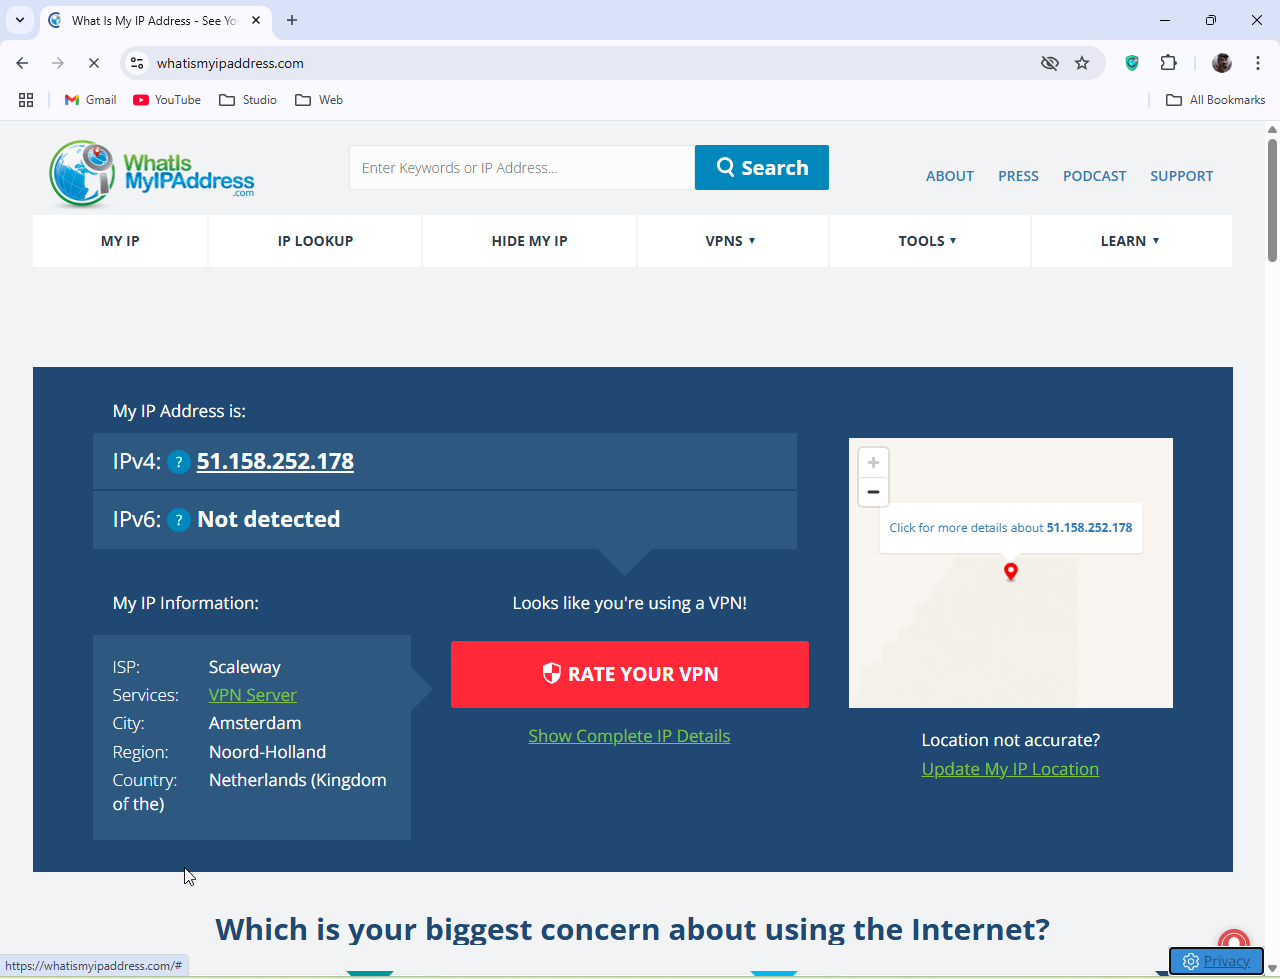 What Is My IP Address - See Yo
whatismyipaddress.com
Gmail
YouTube
Studio
Web
All Bookmarks
WhatIs
MyIPAddress
.com
Enter Keywords or IP Address...
Search
ABOUT
PRESS
PODCAST
SUPPORT
MY IP
IP LOOKUP
HIDE MY IP
VPNS
TOOLS
LEARN
My IP Address is:
IPv4: ? 51.158.252.178
IPv6: ? Not detected
+
−
Click for more details about 51.158.252.178
My IP Information:
Looks like you're using a VPN!
ISP: Scaleway
Services: VPN Server
City: Amsterdam
Region: Noord-Holland
Country: Netherlands (Kingdom
of the)
RATE YOUR VPN
Show Complete IP Details
Location not accurate?
Update My IP Location
Which is your biggest concern about using the Internet?
https://whatismyipaddress.com/#
Privacy